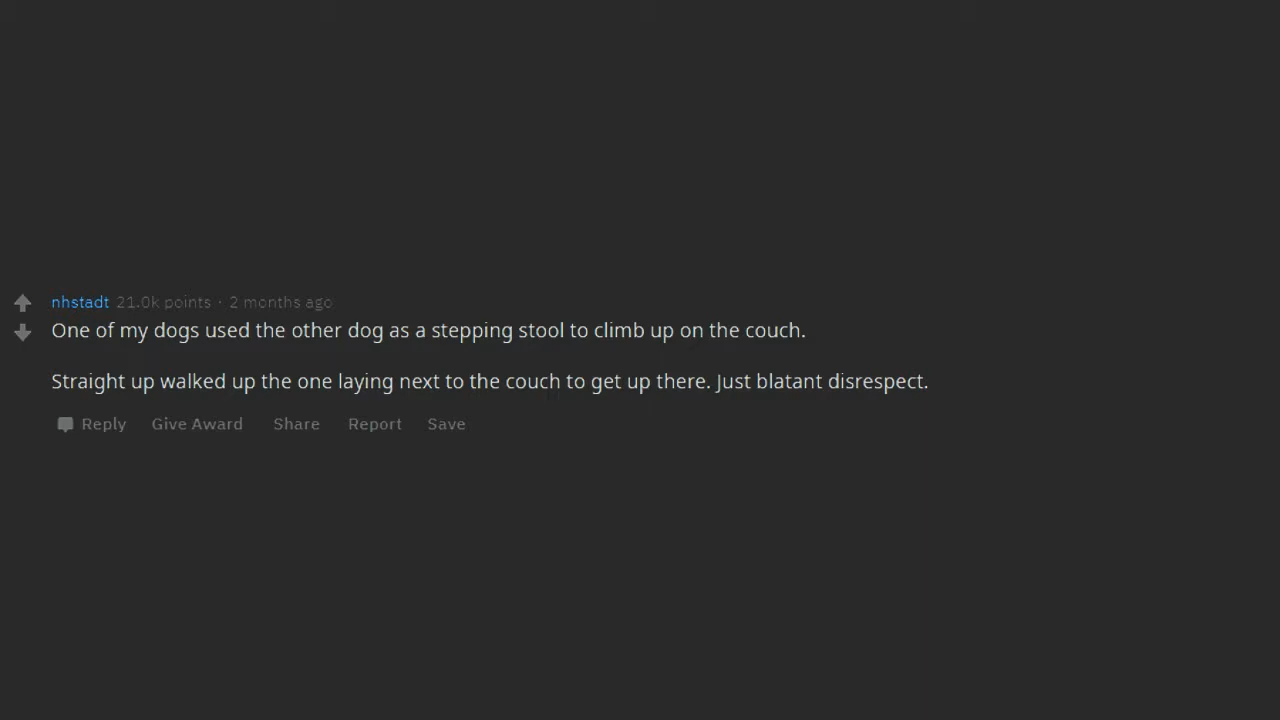 nhstadt 21.0k points · 2 months ago
One of my dogs used the other dog as a stepping stool to climb up on the couch.
Straight up walked up the one laying next to the couch to get up there. Just blatant disrespect.
Reply Give Award Share Report Save